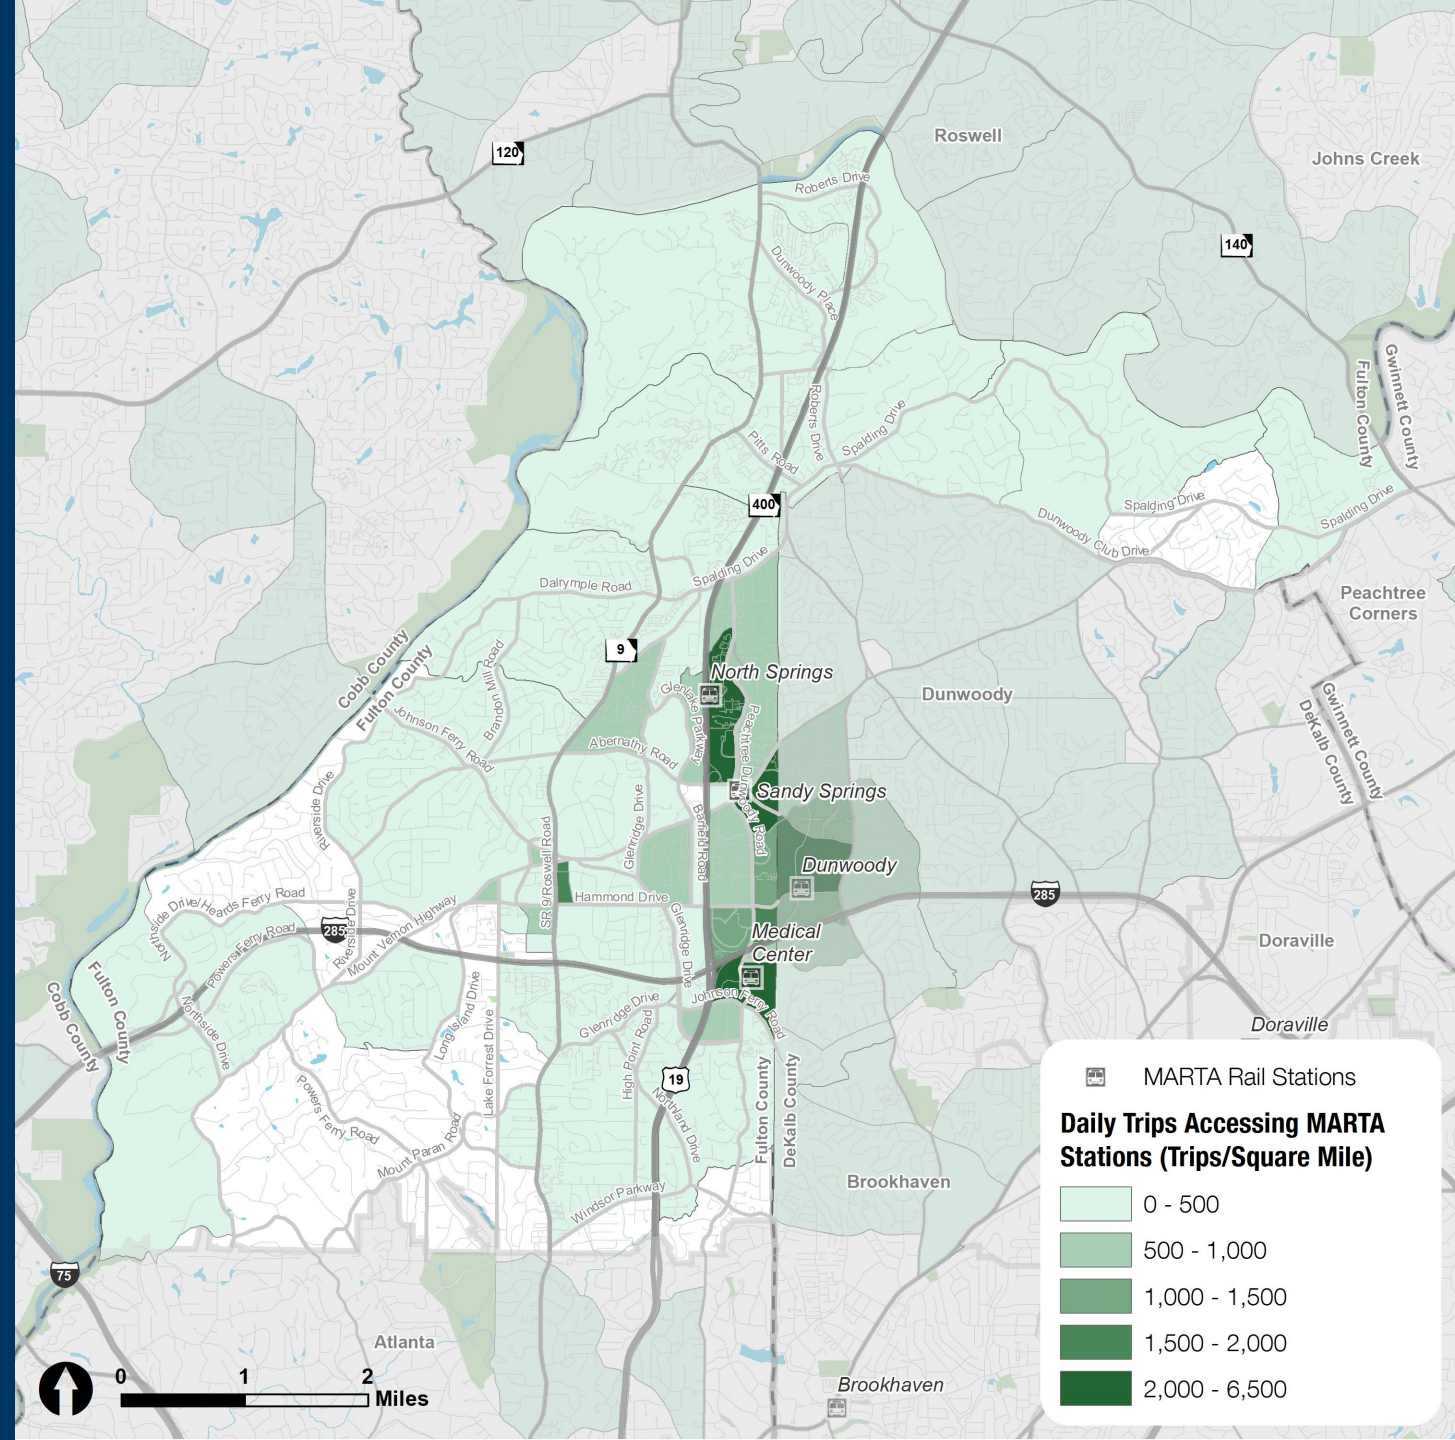 Roswell
Johns Creek
120
Roberts Drive
140
Dunwoody Place
Gwinnett County
Fulton County
Roberts Drive
Spalding Drive
Pitts Road
400
Spalding Drive
Spalding Drive
Dunwoody Club Drive
Spalding Drive
Dalrymple Road
Peachtree
Corners
Cobb County
Fulton County
9
Brandon Mill Road
North Springs
Glenlake Parkway
Dunwoody
Gwinnett County
DeKalb County
Johnson Ferry Road
Abernathy Road
Peachtree Dunwoody Road
Sandy Springs
Riverside Drive
Glenridge Drive
Barfield Road
Dunwoody
SR 9/Roswell Road
Hammond Drive
285
Northside Drive/Heards Ferry Road
Riverside Drive
Mount Vernon Highway
285
Powers Ferry Road
Glenridge Drive
Medical
Center
Doraville
Fulton County
Cobb County
Northside Drive
Long Island Drive
Lake Forrest Drive
Glenridge Drive
Johnson Ferry Road
High Point Road
Doraville
19
Northland Drive
Fulton County
DeKalb County
Powers Ferry Road
Mount Paran Road
Windsor Parkway
Brookhaven
75
Atlanta
Brookhaven
0 1 2
Miles
MARTA Rail Stations
Daily Trips Accessing MARTA
Stations (Trips/Square Mile)
0 - 500
500 - 1,000
1,000 - 1,500
1,500 - 2,000
2,000 - 6,500